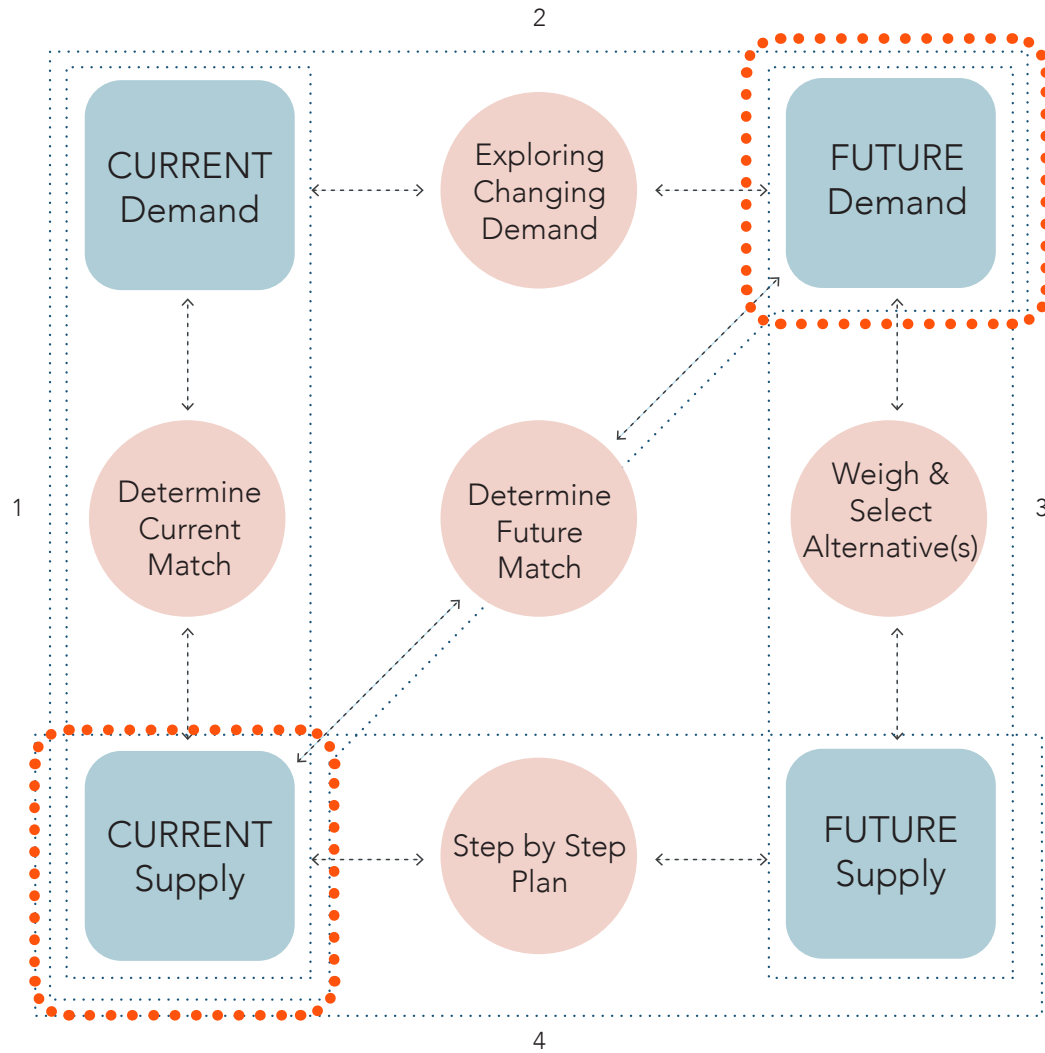 2
CURRENT
Demand
Exploring
Changing
Demand
FUTURE
Demand
1
Determine
Current
Match
Determine
Future
Match
Weigh &
Select
Alternative(s)
3
CURRENT
Supply
Step by Step
Plan
FUTURE
Supply
4